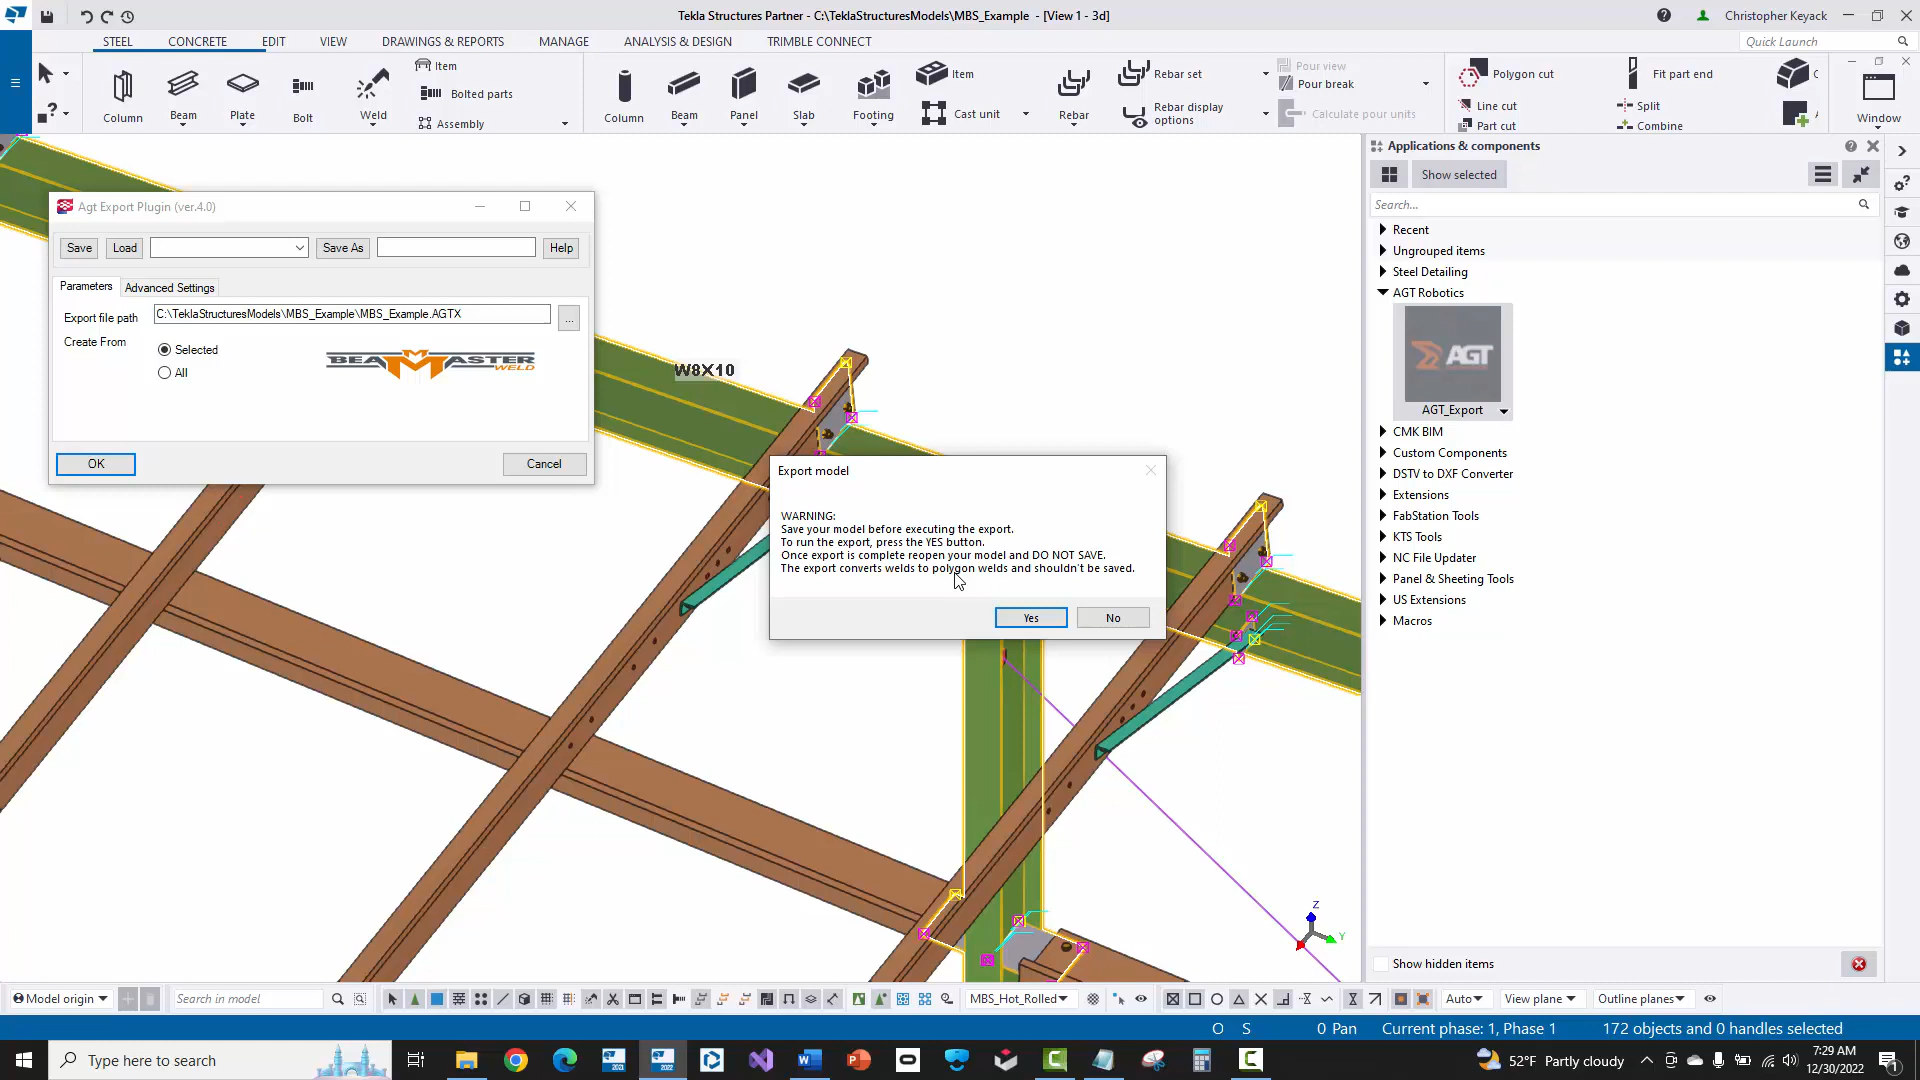 Tekla Structures Partner - C:\TeklaStructuresModels\MBS_Example - [View 1 - 3d]
Christopher Keyack
STEEL CONCRETE EDIT VIEW DRAWINGS & REPORTS MANAGE ANALYSIS & DESIGN TRIMBLE CONNECT
Quick Launch
Column Beam Plate Bolt Weld
Item
Bolted parts
Assembly
Column Beam Panel Slab Footing
Item
Cast unit
Rebar
Rebar set
Rebar display
options
Pour view
Pour break
Calculate pour units
Polygon cut
Line cut
Part cut
Fit part end
Split
Combine
Window
Agt Export Plugin (ver.4.0)
Save Load Save As Help
Parameters Advanced Settings
Export file path C:\TeklaStructuresModels\MBS_Example\MBS_Example.AGTX ...
Create From
Selected
All
BEAMMASTER
WELD
OK Cancel
W8X10
Export model
WARNING:
Save your model before executing the export.
To run the export, press the YES button.
Once export is complete reopen your model and DO NOT SAVE.
The export converts welds to polygon welds and shouldn't be saved.
Yes No
Z
Y
Applications & components
Show selected
Search...
Recent
Ungrouped items
Steel Detailing
AGT Robotics
AGT
AGT_Export
CMK BIM
Custom Components
DSTV to DXF Converter
Extensions
FabStation Tools
KTS Tools
NC File Updater
Panel & Sheeting Tools
US Extensions
Macros
Show hidden items
Model origin Search in model MBS_Hot_Rolled Auto View plane Outline planes
O S 0 Pan Current phase: 1, Phase 1 172 objects and 0 handles selected
Type here to search
2021
2022
52°F Partly cloudy
7:29 AM
12/30/2022
1